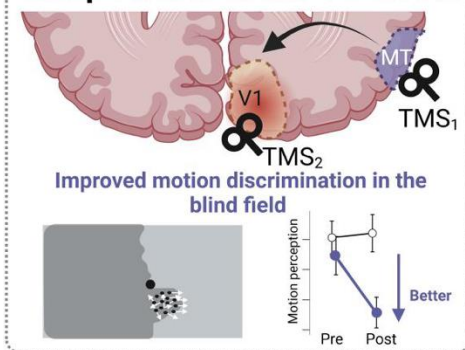 MT
V1
TMS1
TMS2
Improved motion discrimination in the
blind field
Motion perception
Better
Pre Post